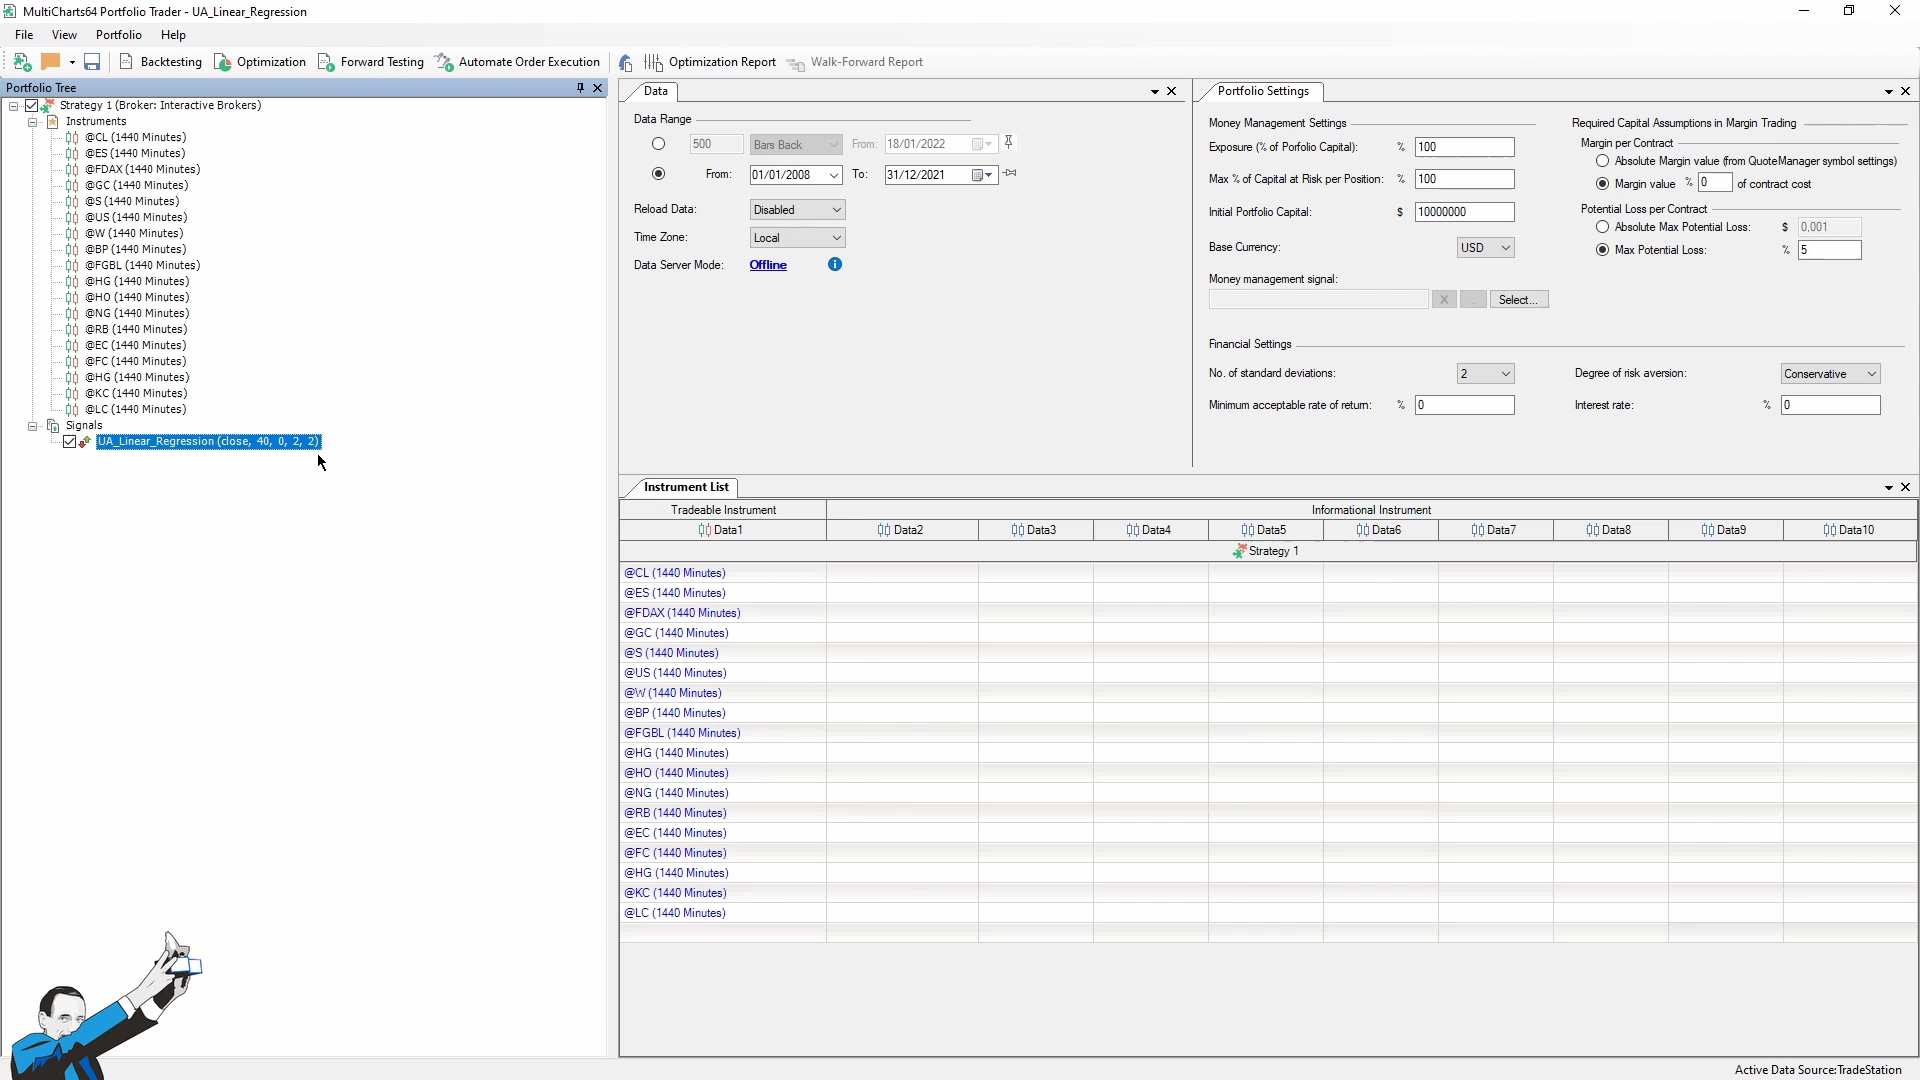 MultiCharts64 Portfolio Trader - UA_Linear_Regression
File View Portfolio Help
Backtesting Optimization Forward Testing Automate Order Execution Optimization Report Walk-Forward Report
Portfolio Tree
Strategy 1 (Broker: Interactive Brokers)
Instruments
@CL (1440 Minutes)
@ES (1440 Minutes)
@FDAX (1440 Minutes)
@GC (1440 Minutes)
@S (1440 Minutes)
@US (1440 Minutes)
@W (1440 Minutes)
@BP (1440 Minutes)
@FGBL (1440 Minutes)
@HG (1440 Minutes)
@HO (1440 Minutes)
@NG (1440 Minutes)
@RB (1440 Minutes)
@EC (1440 Minutes)
@FC (1440 Minutes)
@HG (1440 Minutes)
@KC (1440 Minutes)
@LC (1440 Minutes)
Signals
UA_Linear_Regression (close, 40, 0, 2, 2)
Data
Data Range
500 Bars Back From: 18/01/2022
From: 01/01/2008 To: 31/12/2021
Reload Data: Disabled
Time Zone: Local
Data Server Mode: Offline
Portfolio Settings
Money Management Settings
Exposure (% of Porfolio Capital): % 100
Max % of Capital at Risk per Position: % 100
Initial Portfolio Capital: $ 10000000
Base Currency: USD
Money management signal:
X ... Select...
Required Capital Assumptions in Margin Trading
Margin per Contract
Absolute Margin value (from QuoteManager symbol settings)
Margin value % 0 of contract cost
Potential Loss per Contract
Absolute Max Potential Loss: $ 0,001
Max Potential Loss: % 5
Financial Settings
No. of standard deviations: 2 Degree of risk aversion: Conservative
Minimum acceptable rate of return: % 0 Interest rate: % 0
Instrument List
Tradeable Instrument Informational Instrument
Data1 Data2 Data3 Data4 Data5 Data6 Data7 Data8 Data9 Data10
Strategy 1
@CL (1440 Minutes)
@ES (1440 Minutes)
@FDAX (1440 Minutes)
@GC (1440 Minutes)
@S (1440 Minutes)
@US (1440 Minutes)
@W (1440 Minutes)
@BP (1440 Minutes)
@FGBL (1440 Minutes)
@HG (1440 Minutes)
@HO (1440 Minutes)
@NG (1440 Minutes)
@RB (1440 Minutes)
@EC (1440 Minutes)
@FC (1440 Minutes)
@HG (1440 Minutes)
@KC (1440 Minutes)
@LC (1440 Minutes)
Active Data Source:TradeStation